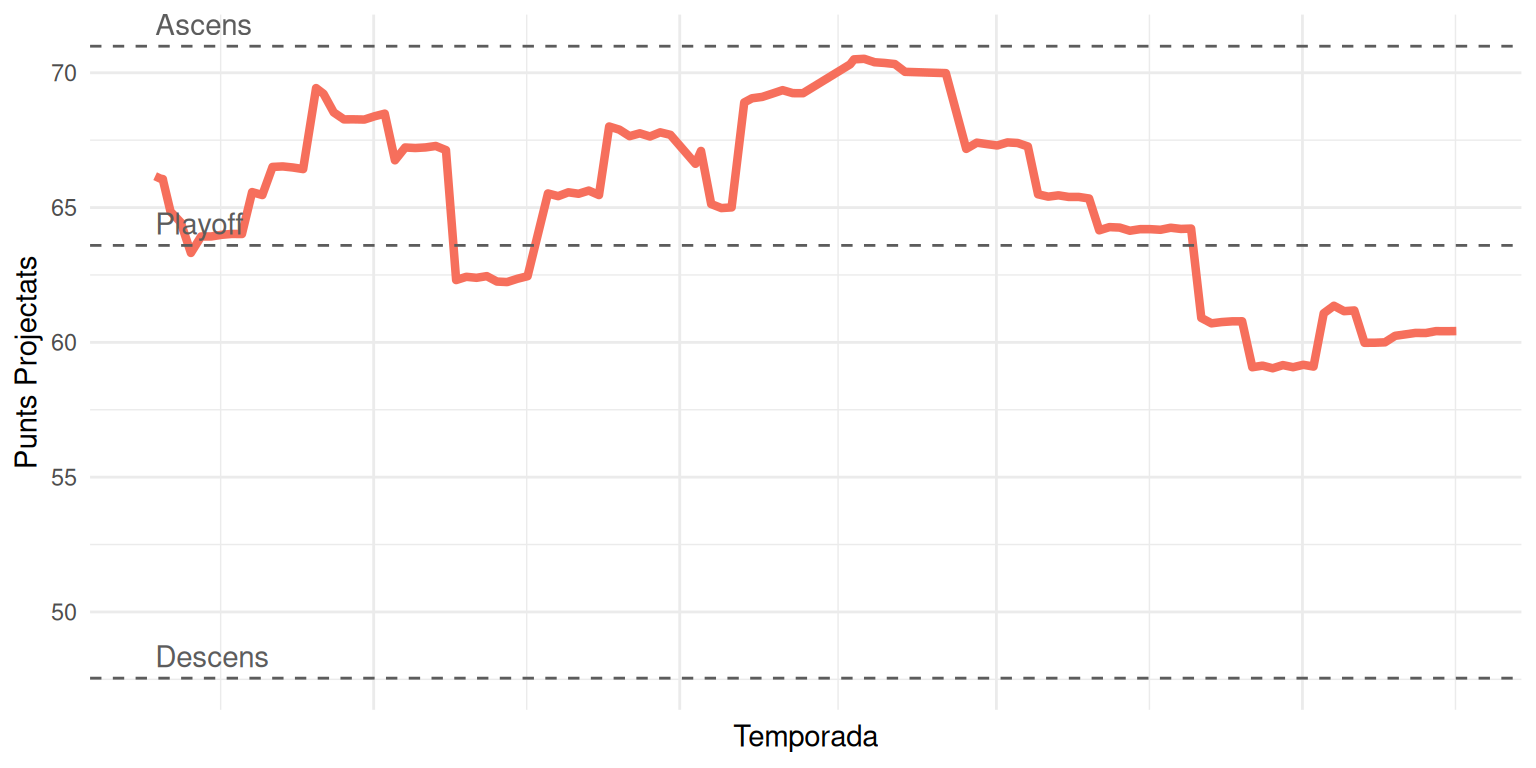 Ascens
70
65
Playoff
60
55
50
Descens
Punts Projectats
Temporada